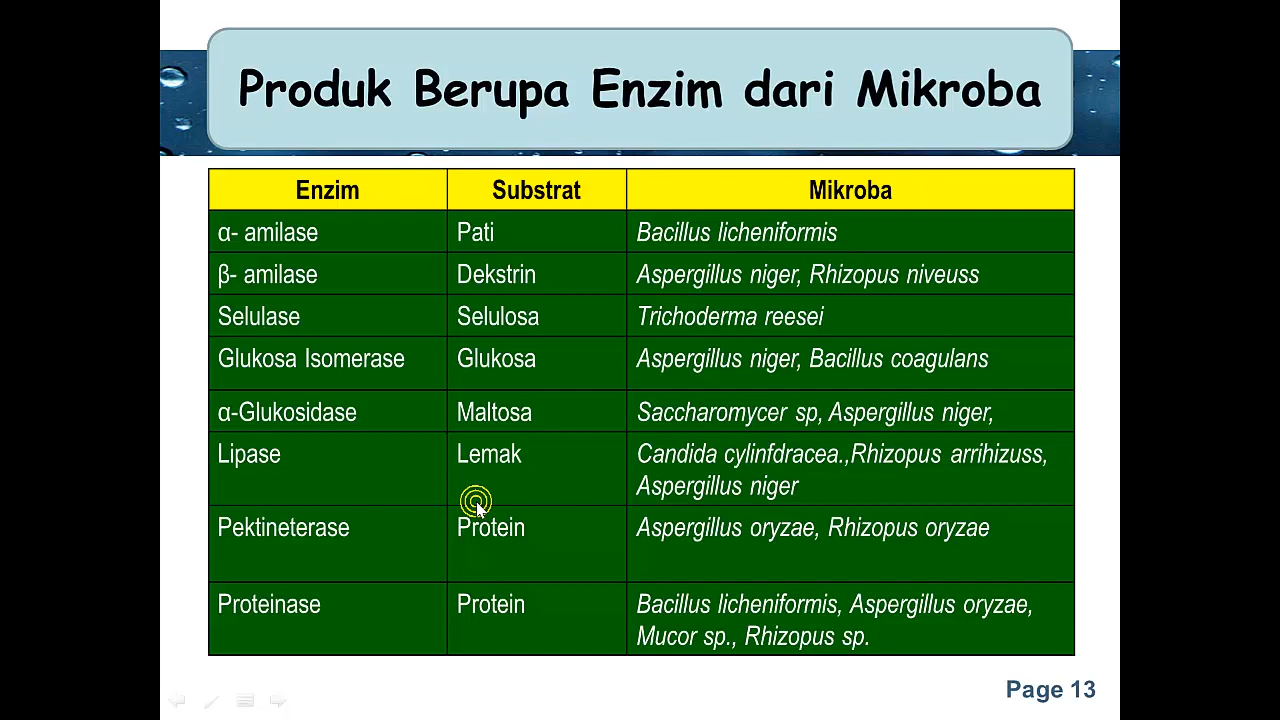 Produk Berupa Enzim dari Mikroba
Enzim Substrat Mikroba
α- amilase Pati Bacillus licheniformis
β- amilase Dekstrin Aspergillus niger, Rhizopus niveuss
Selulase Selulosa Trichoderma reesei
Glukosa Isomerase Glukosa Aspergillus niger, Bacillus coagulans
α-Glukosidase Maltosa Saccharomycer sp, Aspergillus niger,
Lipase Lemak Candida cylinfdracea.,Rhizopus arrihizuss,
Aspergillus niger
Pektineterase Protein Aspergillus oryzae, Rhizopus oryzae
Proteinase Protein Bacillus licheniformis, Aspergillus oryzae,
Mucor sp., Rhizopus sp.
Page 13